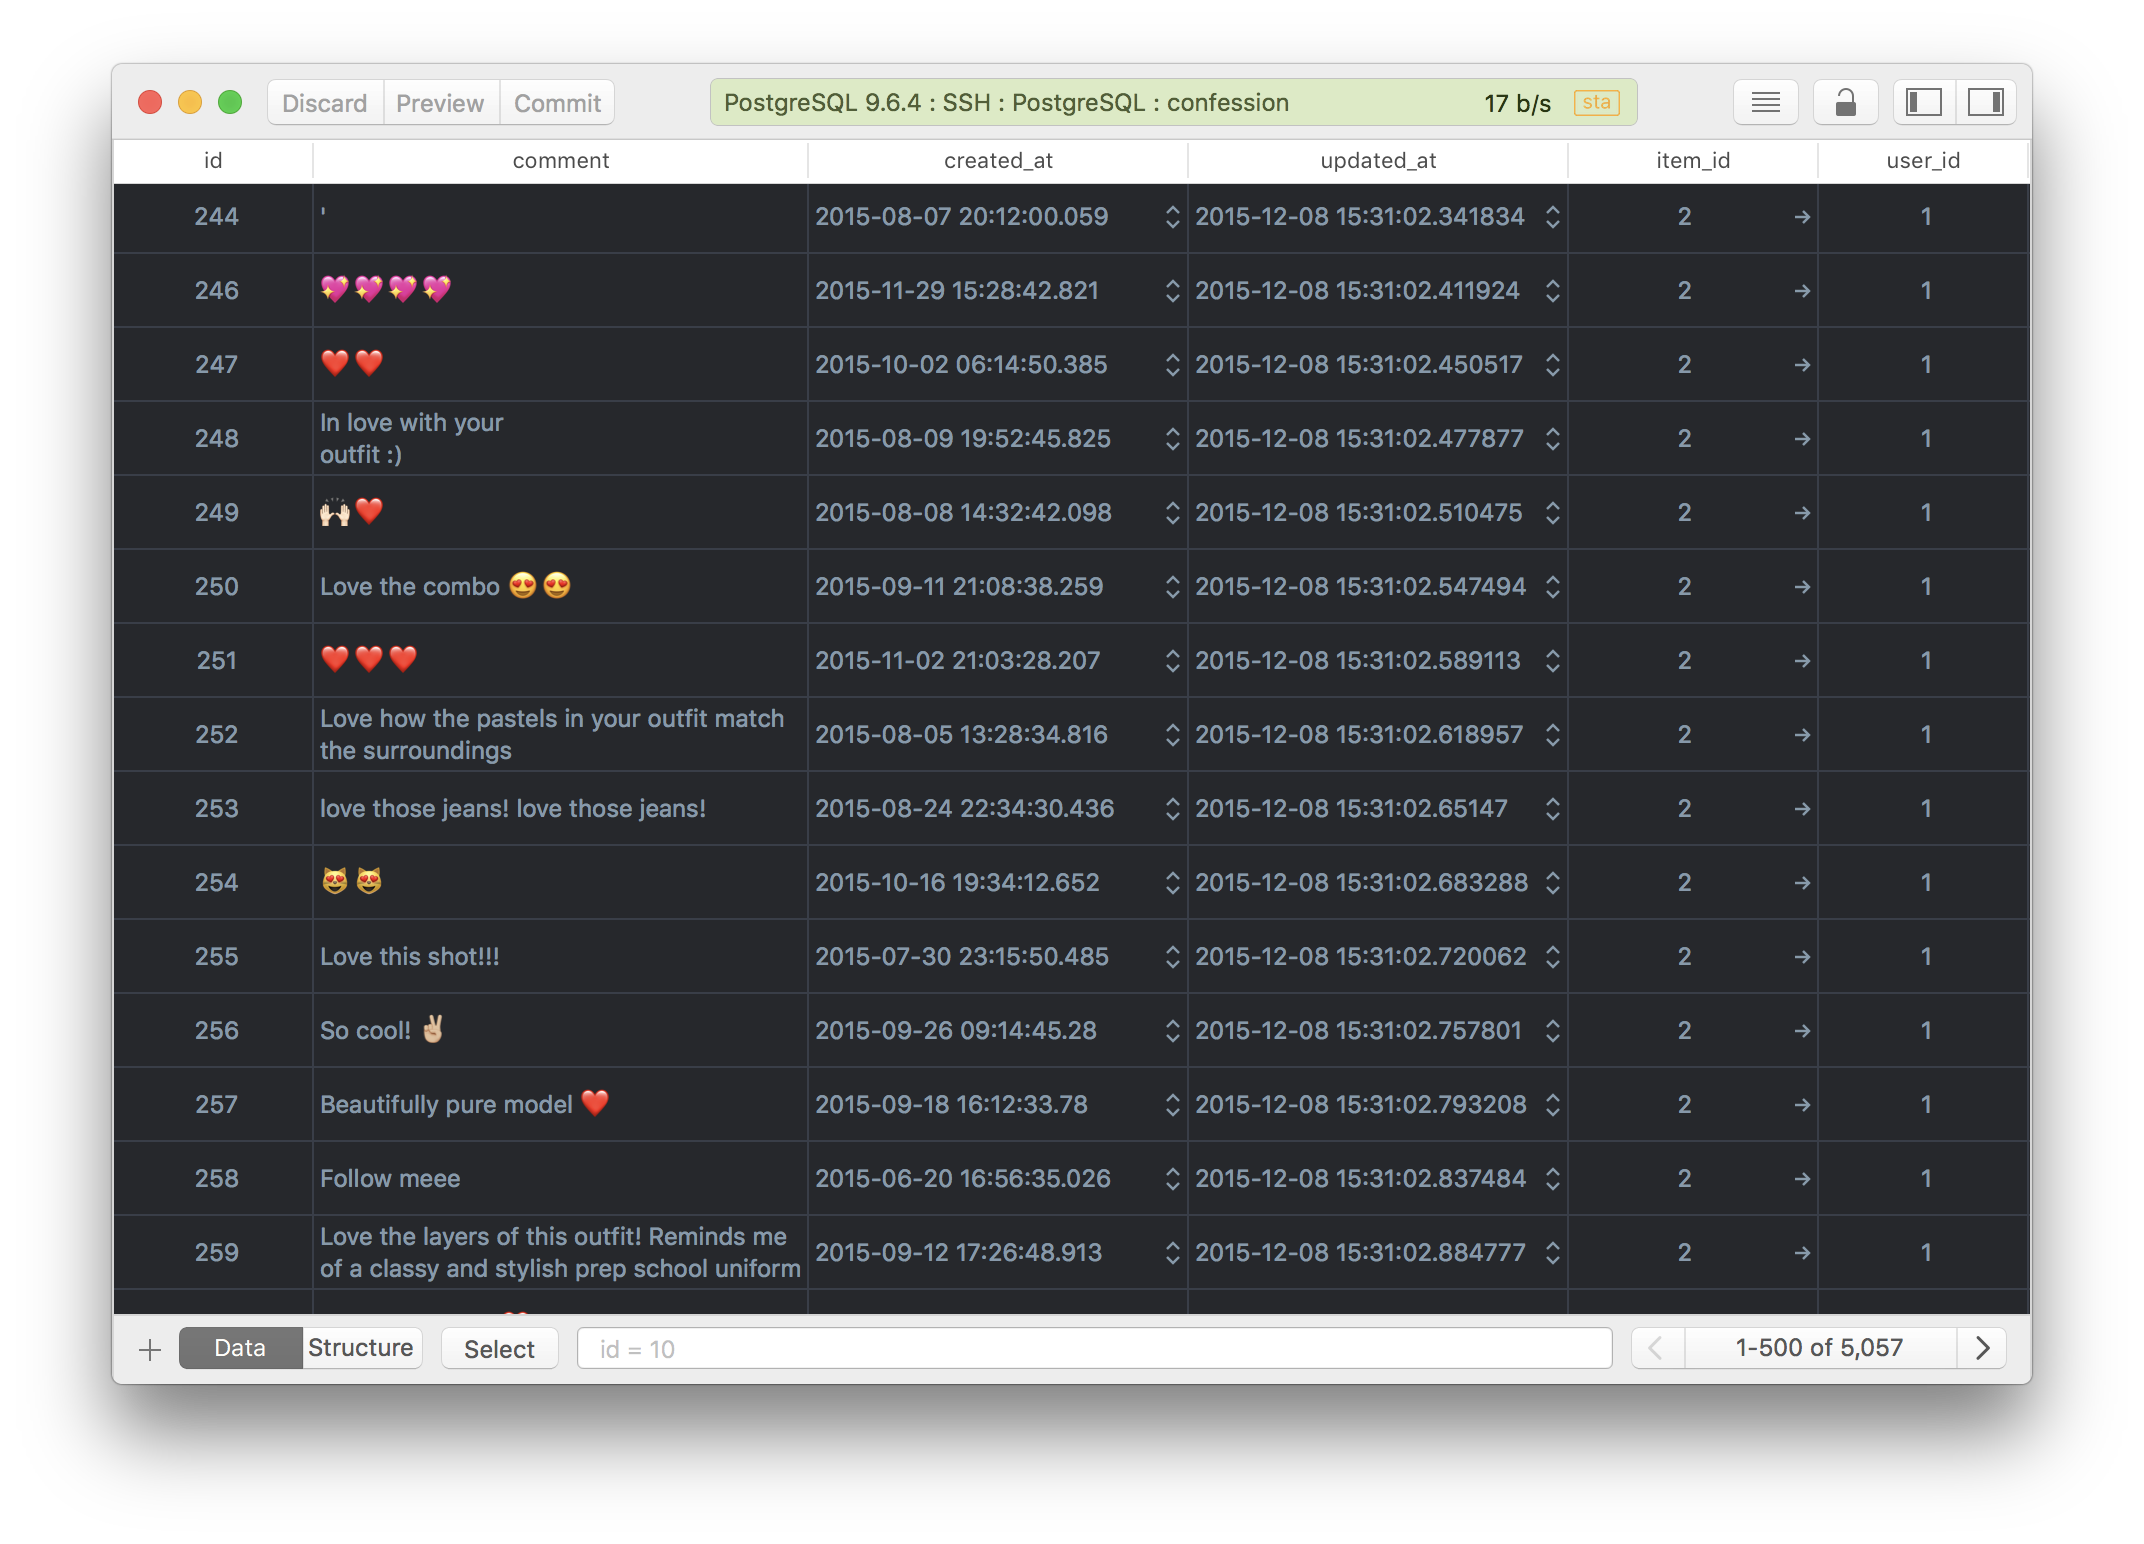 Discard Preview Commit PostgreSQL 9.6.4 : SSH : PostgreSQL : confession 17 b/s sta
id comment created_at updated_at item_id user_id
244 ' 2015-08-07 20:12:00.059 2015-12-08 15:31:02.341834 2 → 1
246 💖💖💖💖 2015-11-29 15:28:42.821 2015-12-08 15:31:02.411924 2 → 1
247 ❤️❤️ 2015-10-02 06:14:50.385 2015-12-08 15:31:02.450517 2 → 1
248 In love with your
outfit :) 2015-08-09 19:52:45.825 2015-12-08 15:31:02.477877 2 → 1
249 🙌🏻❤️ 2015-08-08 14:32:42.098 2015-12-08 15:31:02.510475 2 → 1
250 Love the combo 😍😍 2015-09-11 21:08:38.259 2015-12-08 15:31:02.547494 2 → 1
251 ❤️❤️❤️ 2015-11-02 21:03:28.207 2015-12-08 15:31:02.589113 2 → 1
252 Love how the pastels in your outfit match
the surroundings 2015-08-05 13:28:34.816 2015-12-08 15:31:02.618957 2 → 1
253 love those jeans! love those jeans! 2015-08-24 22:34:30.436 2015-12-08 15:31:02.65147 2 → 1
254 😻😻 2015-10-16 19:34:12.652 2015-12-08 15:31:02.683288 2 → 1
255 Love this shot!!! 2015-07-30 23:15:50.485 2015-12-08 15:31:02.720062 2 → 1
256 So cool! ✌🏼 2015-09-26 09:14:45.28 2015-12-08 15:31:02.757801 2 → 1
257 Beautifully pure model ❤️ 2015-09-18 16:12:33.78 2015-12-08 15:31:02.793208 2 → 1
258 Follow meee 2015-06-20 16:56:35.026 2015-12-08 15:31:02.837484 2 → 1
259 Love the layers of this outfit! Reminds me
of a classy and stylish prep school uniform 2015-09-12 17:26:48.913 2015-12-08 15:31:02.884777 2 → 1
+ Data Structure Select id = 10 1-500 of 5,057